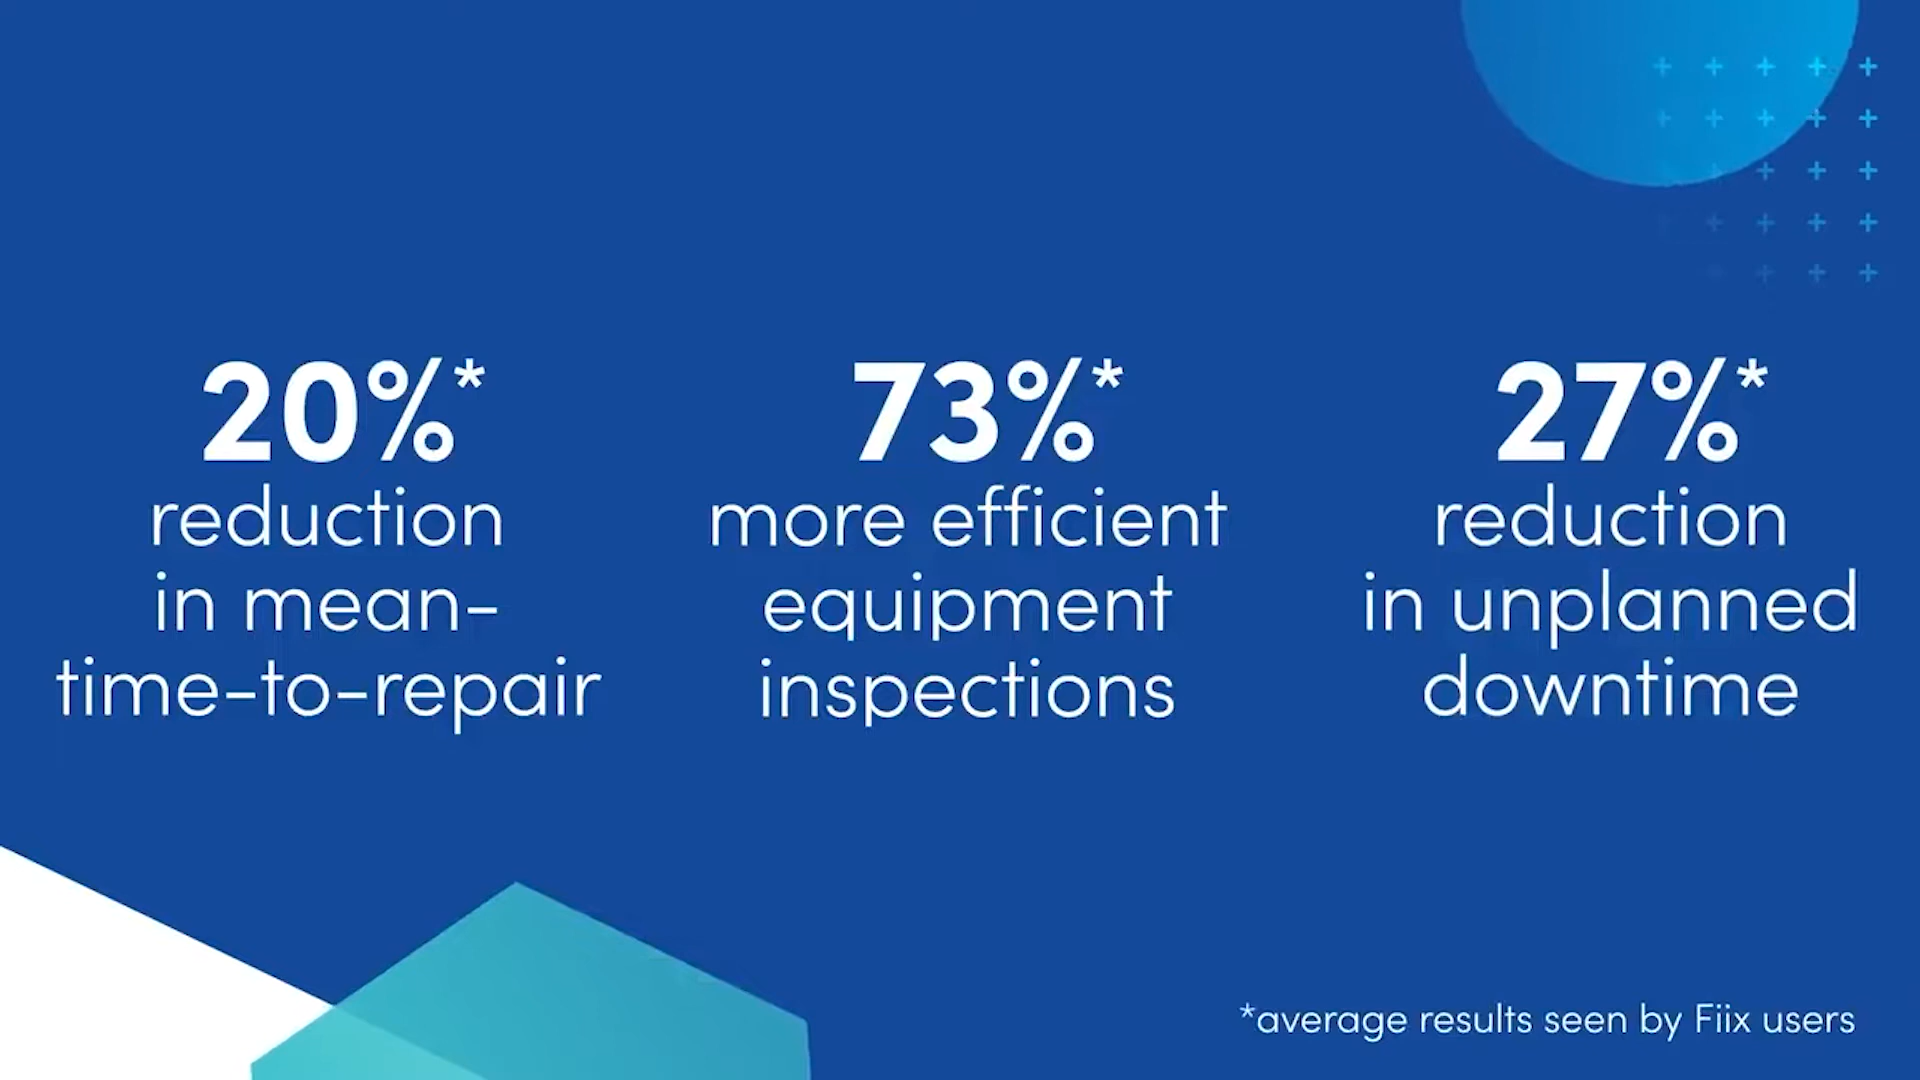 20%*
reduction
in mean-
time-to-repair
73%*
more efficient
equipment
inspections
27%*
reduction
in unplanned
downtime
*average results seen by Fiix users